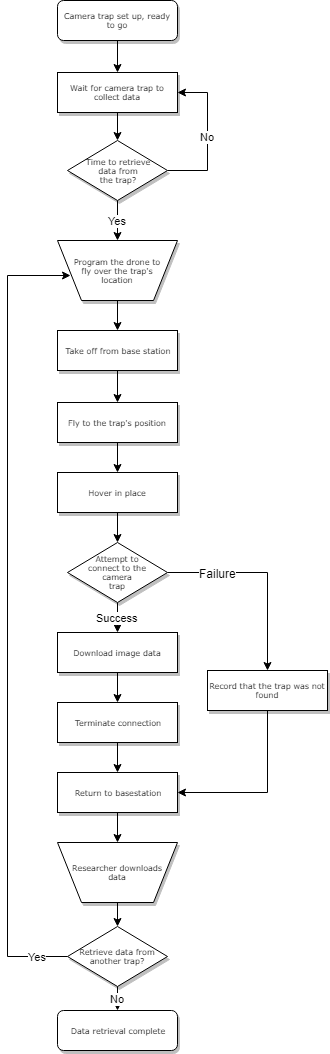 Camera trap set up, ready
to go
Wait for camera trap to
collect data
No
Time to retrieve
data from
the trap?
Yes
Program the drone to
fly over the trap's
location
Take off from base station
Fly to the trap's position
Hover in place
Attempt to
connect to the
camera
trap
Failure
Success
Download image data
Record that the trap was not
found
Terminate connection
Return to basestation
Researcher downloads
data
Retrieve data from
another trap?
Yes
No
Data retrieval complete